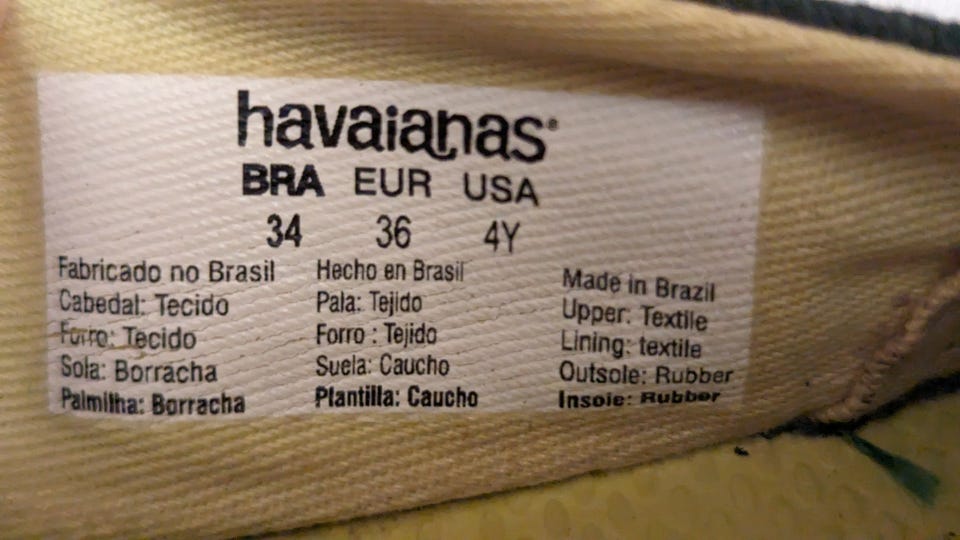 havaianas®
BRA EUR USA
34 36 4Y
Fabricado no Brasil
Cabedal: Tecido
Forro: Tecido
Sola: Borracha
Palmilha: Borracha
Hecho en Brasil
Pala: Tejido
Forro : Tejido
Suela: Caucho
Plantilla: Caucho
Made in Brazil
Upper: Textile
Lining: textile
Outsole: Rubber
Insole: Rubber